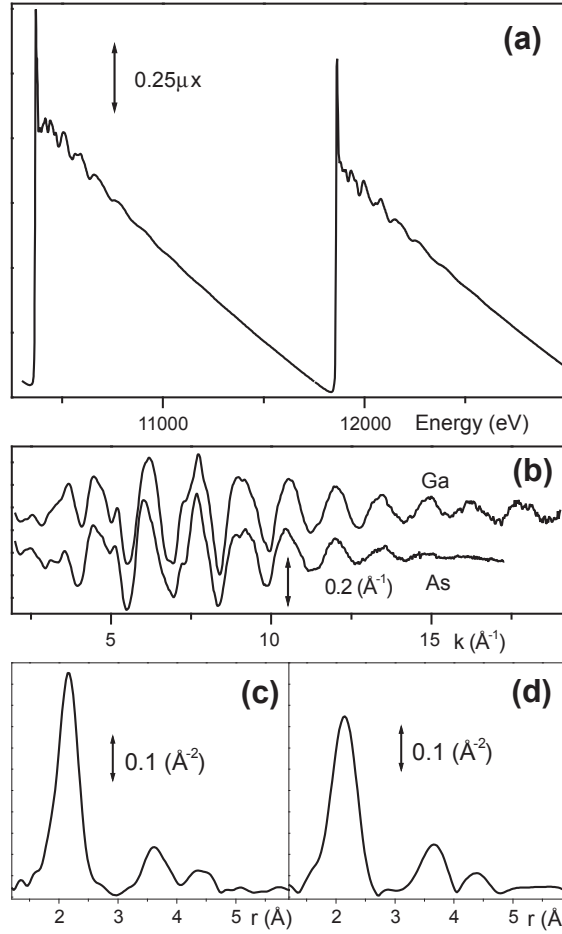 (a)
0.25μx
11000 12000 Energy (eV)
(b)
Ga
0.2 (Å⁻¹)
As
5 10 15 k (Å⁻¹)
(c) (d)
0.1 (Å⁻²) 0.1 (Å⁻²)
2 3 4 5 r (Å) 2 3 4 5 r (Å)